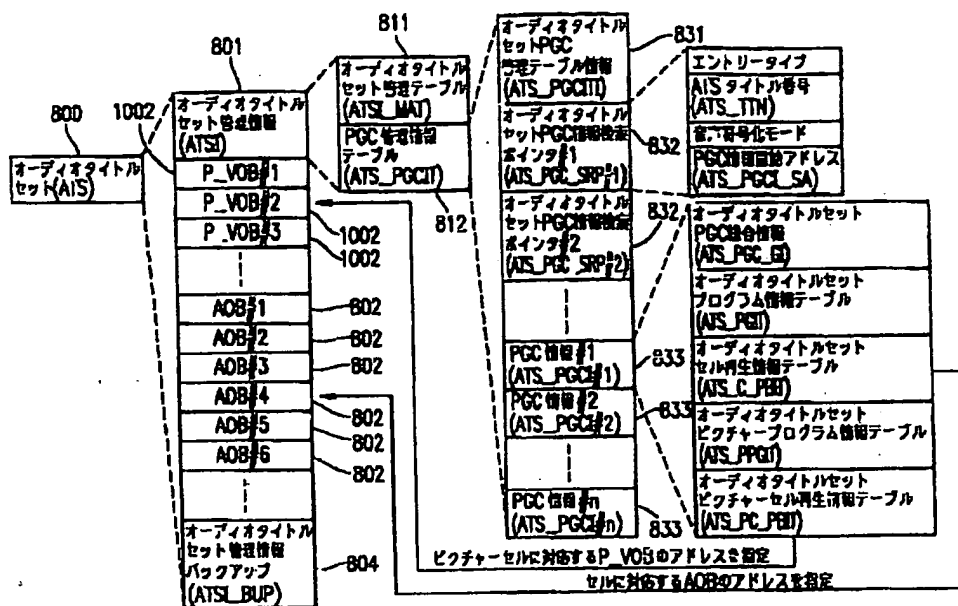 800
オーディオタイトル
セット(ATS)
1002
801
オーディオタイトル
セット管理情報
(ATSI)
P_VOB#1
P_VOB#2
P_VOB#3
1002
1002
AOB#1
AOB#2
AOB#3
AOB#4
AOB#5
AOB#6
802
802
802
802
802
802
オーディオタイトル
セット管理情報
バックアップ
(ATSI_BUP)
804
811
オーディオタイトル
セット管理テーブル
(ATSI_MAT)
PGC管理情報
テーブル
(ATS_PGCIT)
812
オーディオタイトル
セットPGC
管理テーブル情報
(ATS_PGCITI)
831
オーディオタイトル
セットPGC情報検索
ポインタ#1
(ATS_PGC_SRP#1)
832
オーディオタイトル
セットPGC情報検索
ポインタ#2
(ATS_PGC_SRP#2)
832
PGC情報#1
(ATS_PGCI#1)
833
PGC情報#2
(ATS_PGCI#2)
833
PGC情報#n
(ATS_PGCI#n)
833
エントリータイプ
ATSタイトル番号
(ATS_TTN)
音声符号化モード
PGC情報開始アドレス
(ATS_PGCI_SA)
オーディオタイトルセット
PGC総合情報
(ATS_PGC_GI)
オーディオタイトルセット
プログラム情報テーブル
(ATS_PGIT)
オーディオタイトルセット
セル再生情報テーブル
(ATS_C_PBIT)
オーディオタイトルセット
ピクチャープログラム情報テーブル
(ATS_PPGIT)
オーディオタイトルセット
ピクチャーセル再生情報テーブル
(ATS_PC_PBIT)
ピクチャーセルに対応するP_VOBのアドレスを指定
セルに対応するAOBのアドレスを指定